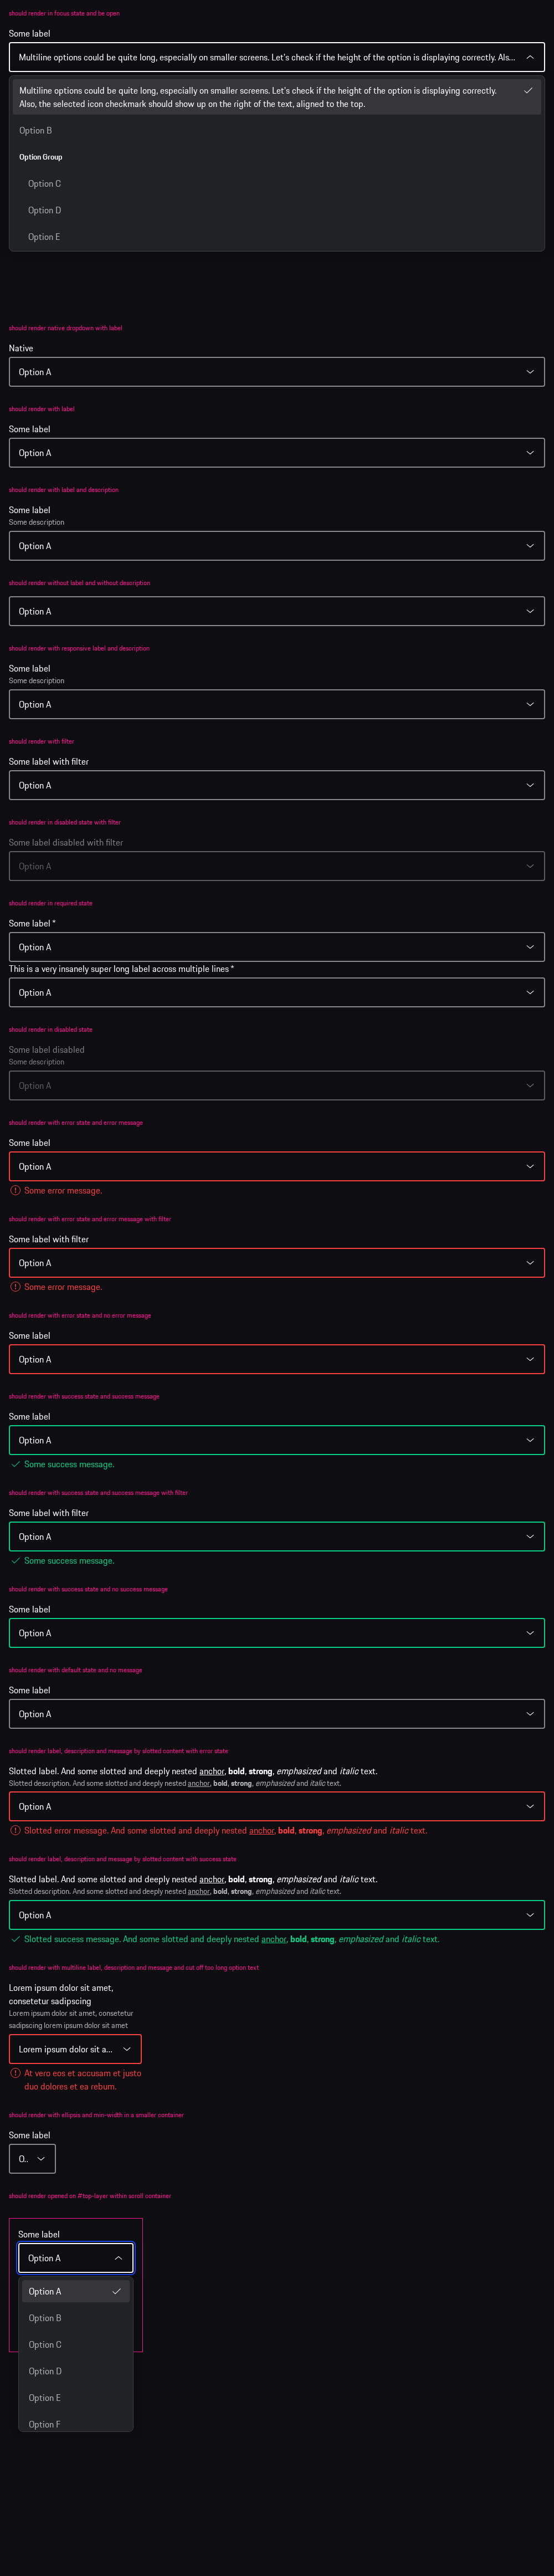 should render in focus state and be open
Some label
Multiline options could be quite long, especially on smaller screens. Let's check if the height of the option is displaying correctly. Als...
Multiline options could be quite long, especially on smaller screens. Let's check if the height of the option is displaying correctly.
Also, the selected icon checkmark should show up on the right of the text, aligned to the top.
Option B
Option Group
Option C
Option D
Option E
should render native dropdown with label
Native
Option A
should render with label
Some label
Option A
should render with label and description
Some label
Some description
Option A
should render without label and without description
Option A
should render with responsive label and description
Some label
Some description
Option A
should render with filter
Some label with filter
Option A
should render in disabled state with filter
Some label disabled with filter
Option A
should render in required state
Some label *
Option A
This is a very insanely super long label across multiple lines *
Option A
should render in disabled state
Some label disabled
Some description
Option A
should render with error state and error message
Some label
Option A
Some error message.
should render with error state and error message with filter
Some label with filter
Option A
Some error message.
should render with error state and no error message
Some label
Option A
should render with success state and success message
Some label
Option A
Some success message.
should render with success state and success message with filter
Some label with filter
Option A
Some success message.
should render with success state and no success message
Some label
Option A
should render with default state and no message
Some label
Option A
should render label, description and message by slotted content with error state
Slotted label. And some slotted and deeply nested anchor, bold, strong, emphasized and italic text.
Slotted description. And some slotted and deeply nested anchor, bold, strong, emphasized and italic text.
Option A
Slotted error message. And some slotted and deeply nested anchor, bold, strong, emphasized and italic text.
should render label, description and message by slotted content with success state
Slotted label. And some slotted and deeply nested anchor, bold, strong, emphasized and italic text.
Slotted description. And some slotted and deeply nested anchor, bold, strong, emphasized and italic text.
Option A
Slotted success message. And some slotted and deeply nested anchor, bold, strong, emphasized and italic text.
should render with multiline label, description and message and cut off too long option text
Lorem ipsum dolor sit amet,
consetetur sadipscing
Lorem ipsum dolor sit amet, consetetur
sadipscing lorem ipsum dolor sit amet
Lorem ipsum dolor sit a...
At vero eos et accusam et justo
duo dolores et ea rebum.
should render with ellipsis and min-width in a smaller container
Some label
O...
should render opened on #top-layer within scroll container
Some label
Option A
Option A
Option B
Option C
Option D
Option E
Option F